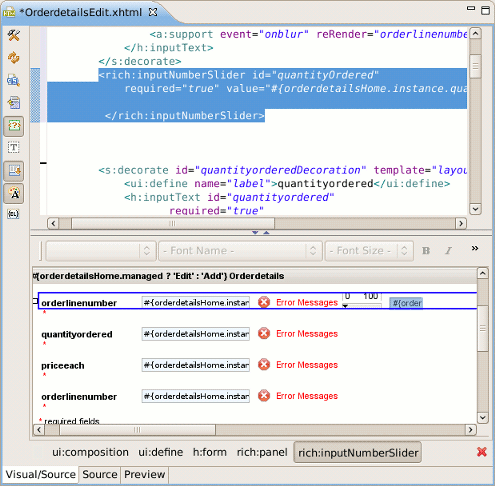 *OrderdetailsEdit.xhtml
<a:support event="onblur" reRender="orderlinenumbe
</h:inputText>
</s:decorate>
<rich:inputNumberSlider id="quantityOrdered"
required="true" value="#{orderdetailsHome.instance.qua
</rich:inputNumberSlider>
<s:decorate id="quantityorderedDecoration" template="layou
<ui:define name="label">quantityordered</ui:define>
<h:inputText id="quantityordered"
required="true"
- Font Name -
- Font Size -
B
I
»
#{orderdetailsHome.managed ? 'Edit' : 'Add'} Orderdetails
orderlinenumber #{orderdetailsHome.instan Error Messages 0 100 #{order
*
quantityordered #{orderdetailsHome.instan Error Messages
*
priceeach #{orderdetailsHome.instan Error Messages
*
orderlinenumber #{orderdetailsHome.instan Error Messages
*
* required fields
ui:composition ui:define h:form rich:panel rich:inputNumberSlider
Visual/Source Source Preview